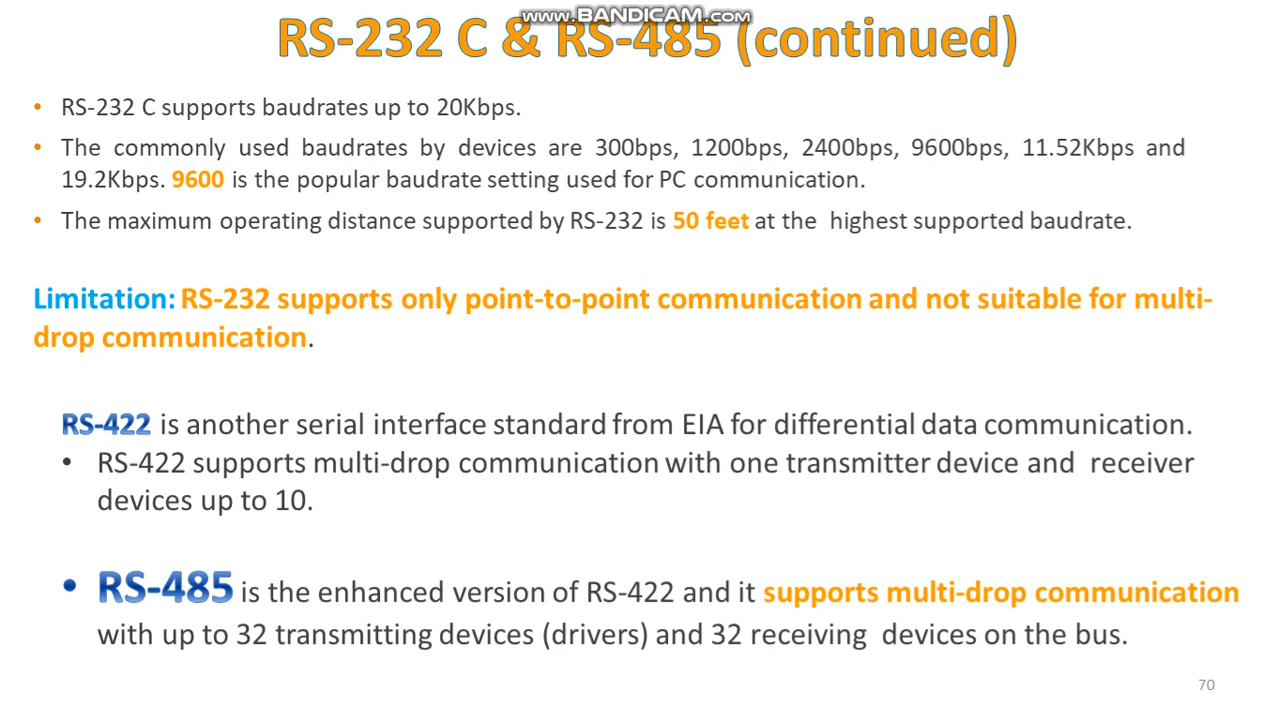 www.BANDICAM.com
RS-232 C & RS-485 (continued)
• RS-232 C supports baudrates up to 20Kbps.
• The commonly used baudrates by devices are 300bps, 1200bps, 2400bps, 9600bps, 11.52Kbps and
19.2Kbps. 9600 is the popular baudrate setting used for PC communication.
• The maximum operating distance supported by RS-232 is 50 feet at the highest supported baudrate.
Limitation: RS-232 supports only point-to-point communication and not suitable for multi-
drop communication.
RS-422 is another serial interface standard from EIA for differential data communication.
• RS-422 supports multi-drop communication with one transmitter device and receiver
devices up to 10.
• RS-485 is the enhanced version of RS-422 and it supports multi-drop communication
with up to 32 transmitting devices (drivers) and 32 receiving devices on the bus.
70